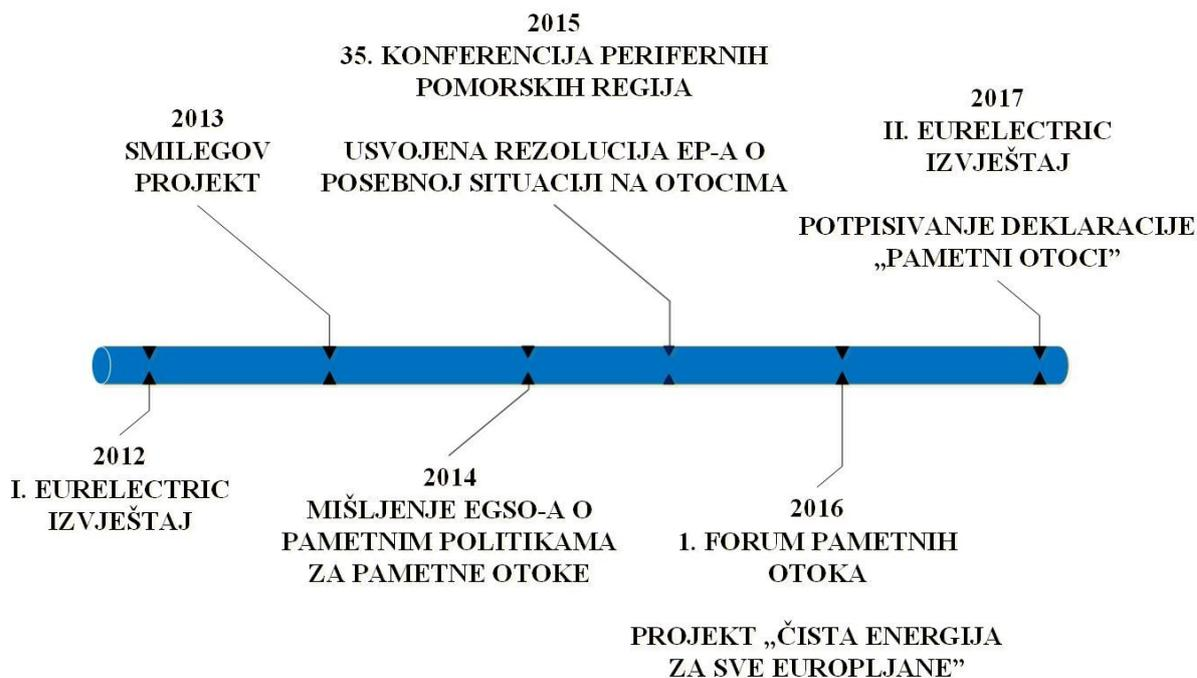 2012
I. EURELECTRIC
IZVJEŠTAJ
2013
SMILEGOV
PROJEKT
2014
MIŠLJENJE EGSO-A O
PAMETNIM POLITIKAMA
ZA PAMETNE OTOKE
2015
35. KONFERENCIJA PERIFERNIH
POMORSKIH REGIJA
USVOJENA REZOLUCIJA EP-A O
POSEBNOJ SITUACIJI NA OTOCIMA
2016
1. FORUM PAMETNIH
OTOKA
PROJEKT „ČISTA ENERGIJA
ZA SVE EUROPLJANE”
2017
II. EURELECTRIC
IZVJEŠTAJ
POTPISIVANJE DEKLARACIJE
„PAMETNI OTOCI”